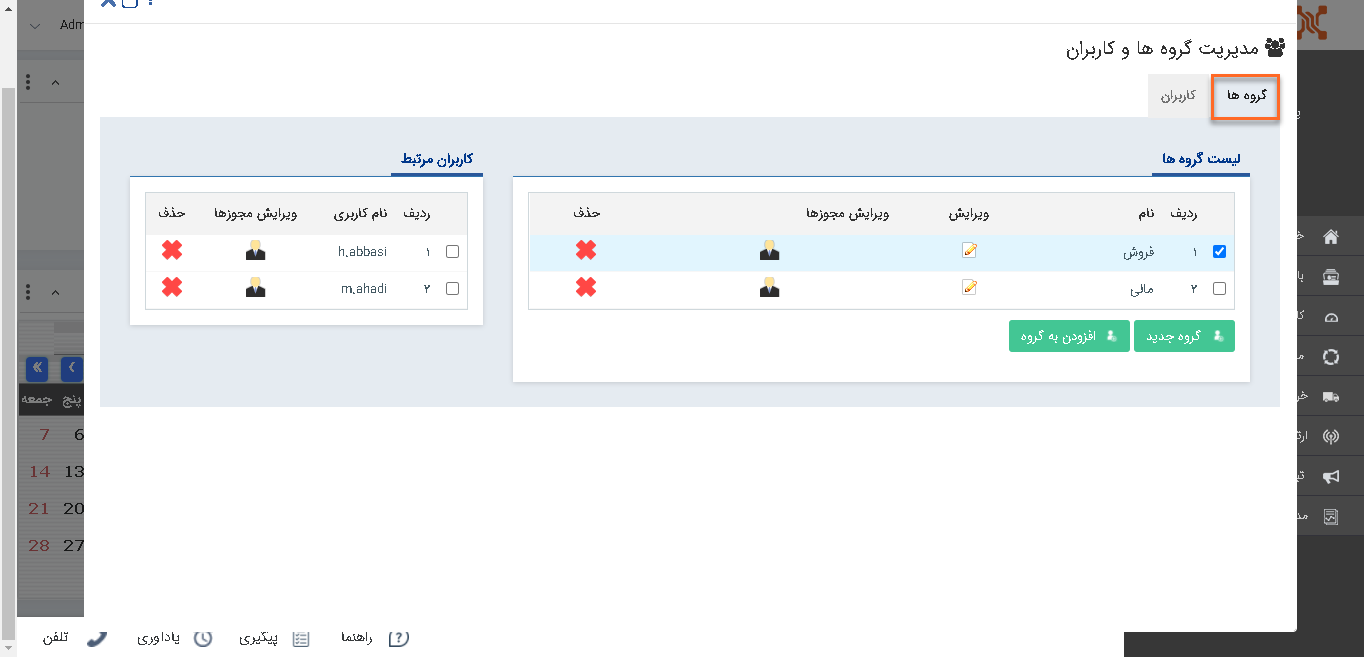 Adm
مدیریت گروه ها و کاربران
گروه ها
کاربران
لیست گروه ها
ردیف نام ویرایش ویرایش مجوزها حذف
۱ فروش
۲ مالی
گروه جدید
افزودن به گروه
کاربران مرتبط
ردیف نام کاربری ویرایش مجوزها حذف
۱ h.abbasi
۲ m.ahadi
پنج جمعه
6 7
13 14
20 21
27 28
راهنما
پیگیری
یاداوری
تلفن